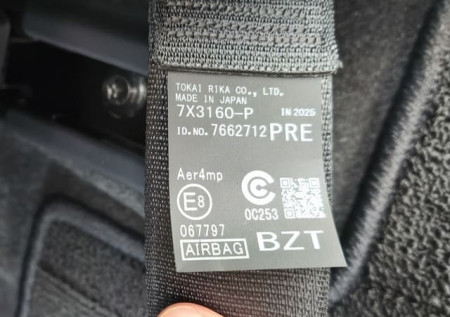 TOKAI RIKA CO., LTD.
MADE IN JAPAN
7X3160-P IN 2025
ID.NO. 7662712 PRE
Aer4mp
E8
C
0C253
067797
AIRBAG BZT